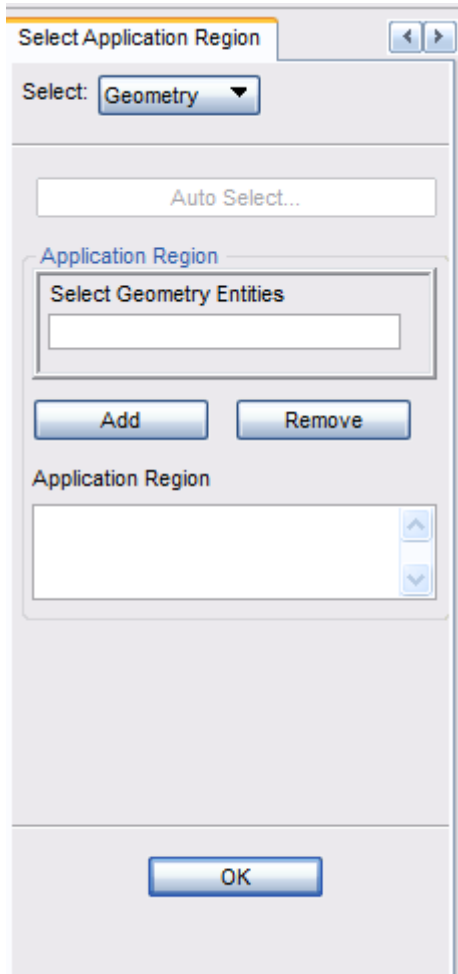 Select Application Region
Select: Geometry
Auto Select...
Application Region
Select Geometry Entities
Add Remove
Application Region
OK